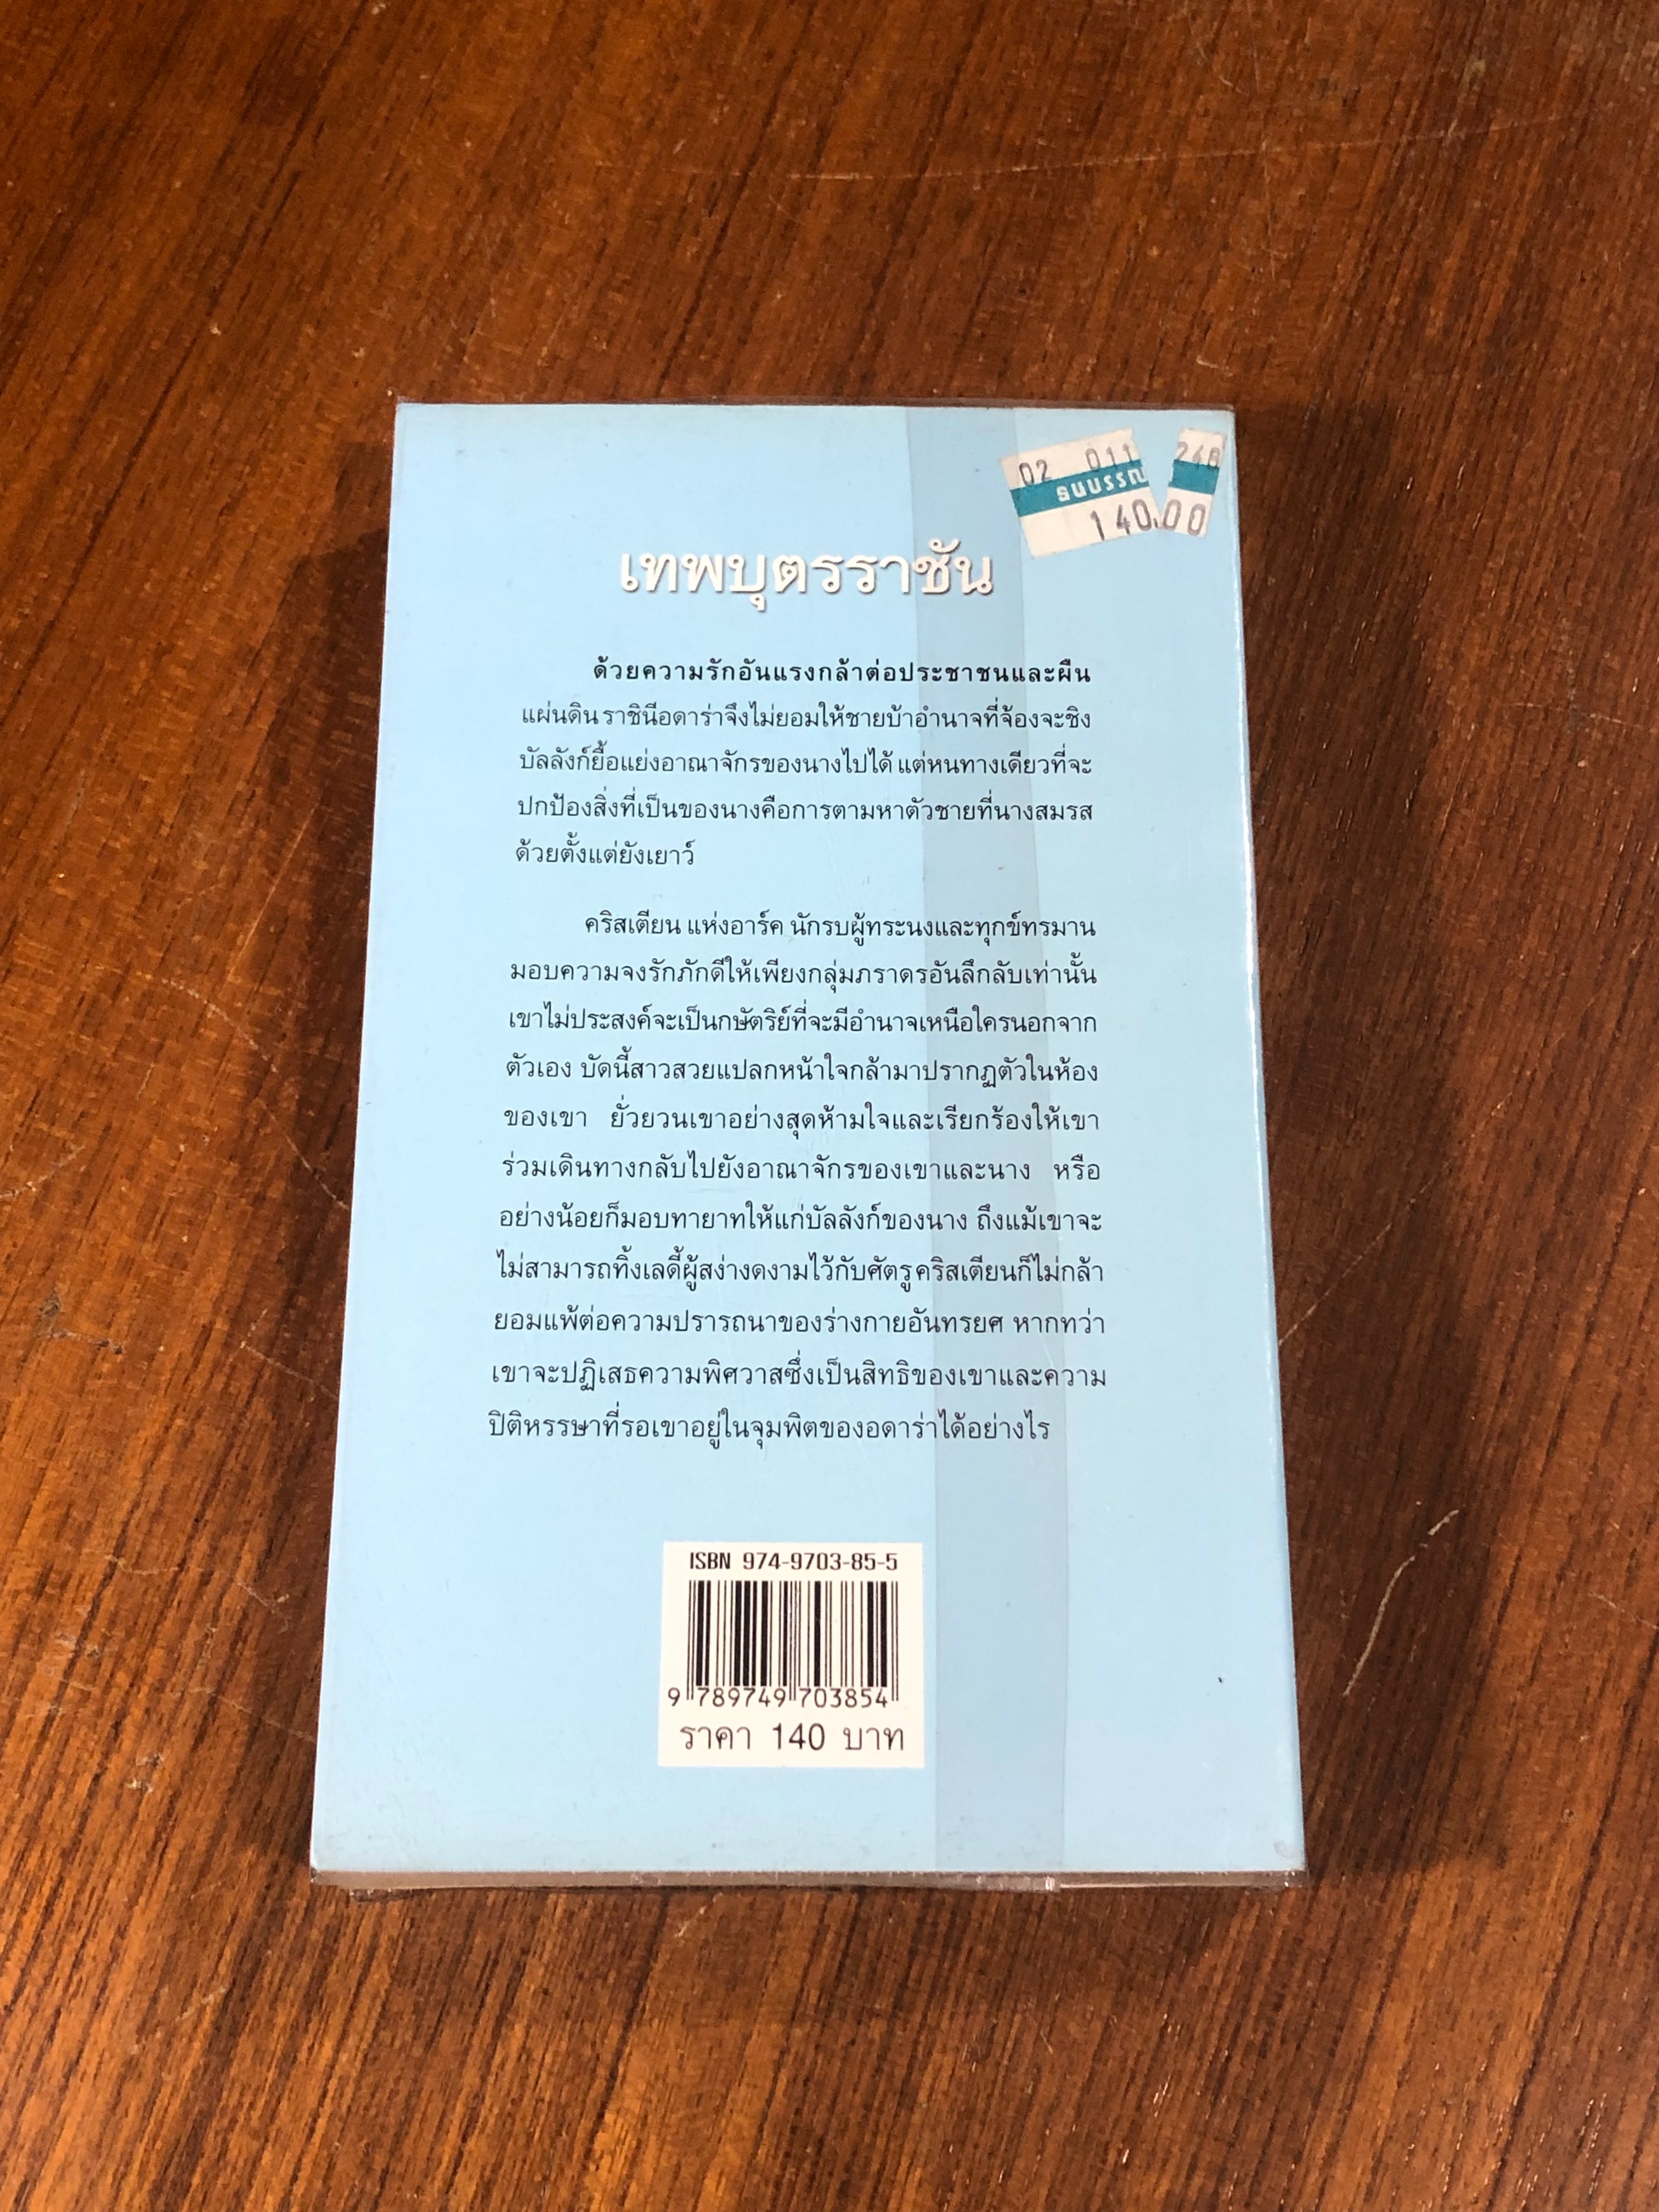 02 011 248
ธนบรรณ
140.00
เทพบุตรราชัน
ด้วยความรักอันแรงกล้าต่อประชาชนและผืน
แผ่นดิน ราชินีอดาร่าจึงไม่ยอมให้ชายบ้าอำนาจที่จ้องจะชิง
บัลลังก์ยื้อแย่งอาณาจักรของนางไปได้ แต่หนทางเดียวที่จะ
ปกป้องสิ่งที่เป็นของนางคือการตามหาตัวชายที่นางสมรส
ด้วยตั้งแต่ยังเยาว์
คริสเตียน แห่งอาร์ค นักรบผู้ทระนงและทุกข์ทรมาน
มอบความจงรักภักดีให้เพียงกลุ่มภราดรอันลึกลับเท่านั้น
เขาไม่ประสงค์จะเป็นกษัตริย์ที่จะมีอำนาจเหนือใครนอกจาก
ตัวเอง บัดนี้สาวสวยแปลกหน้าใจกล้ามาปรากฏตัวในห้อง
ของเขา ยั่วยวนเขาอย่างสุดห้ามใจและเรียกร้องให้เขา
ร่วมเดินทางกลับไปยังอาณาจักรของเขาและนาง หรือ
อย่างน้อยก็มอบทายาทให้แก่บัลลังก์ของนาง ถึงแม้เขาจะ
ไม่สามารถทิ้งเลดี้ผู้สง่างดงามไว้กับศัตรู คริสเตียนก็ไม่กล้า
ยอมแพ้ต่อความปรารถนาของร่างกายอันทรยศ หากทว่า
เขาจะปฏิเสธความพิศวาสซึ่งเป็นสิทธิของเขาและความ
ปิติหรรษาที่รอเขาอยู่ในจุมพิตของอดาร่าได้อย่างไร
ISBN 974-9703-85-5
9 789749 703854
ราคา 140 บาท